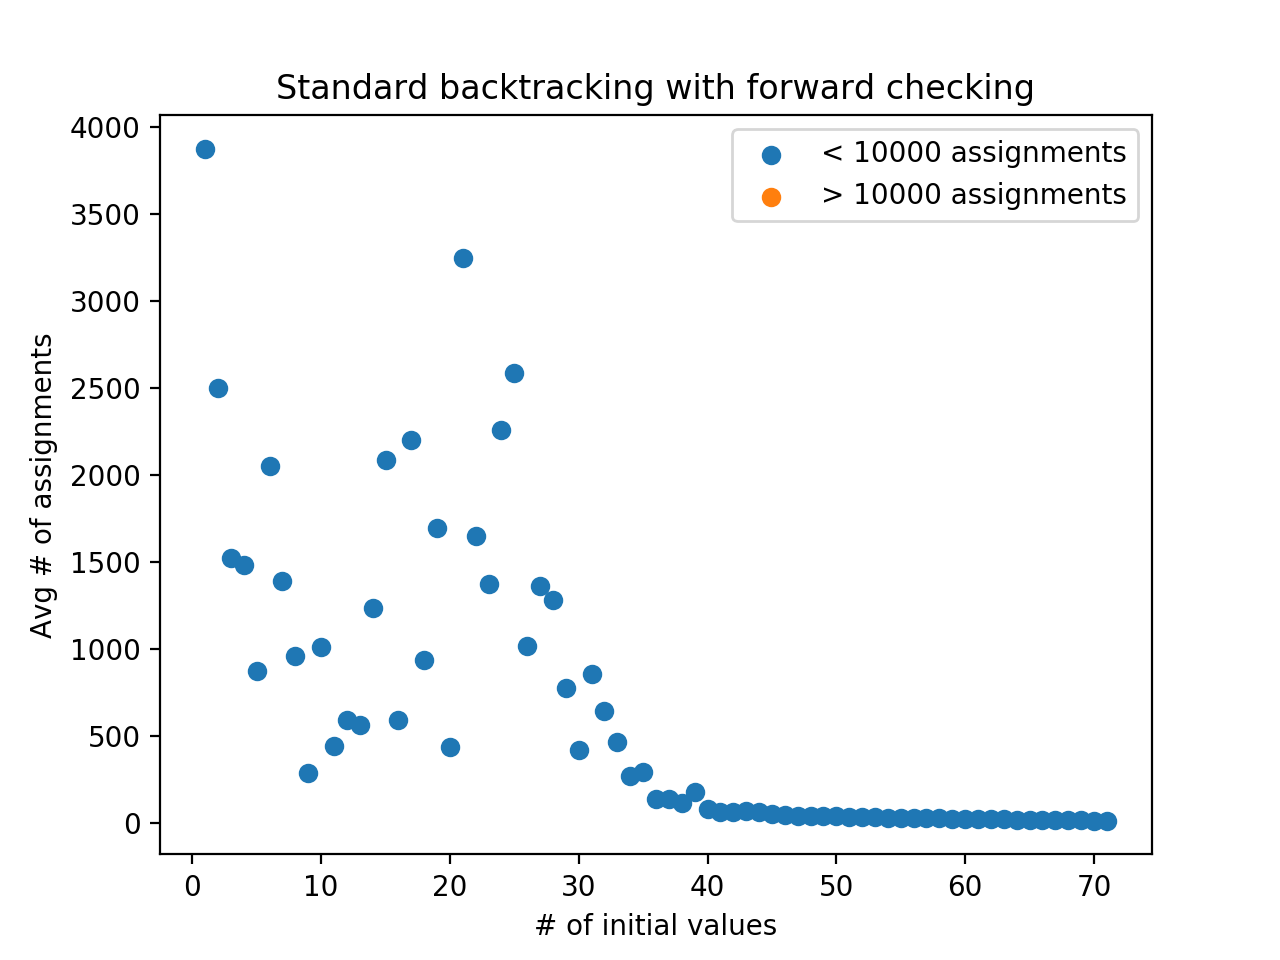 Standard backtracking with forward checking
4000
3500
3000
2500
2000
1500
1000
500
0
Avg # of assignments
< 10000 assignments
> 10000 assignments
0 10 20 30 40 50 60 70
# of initial values